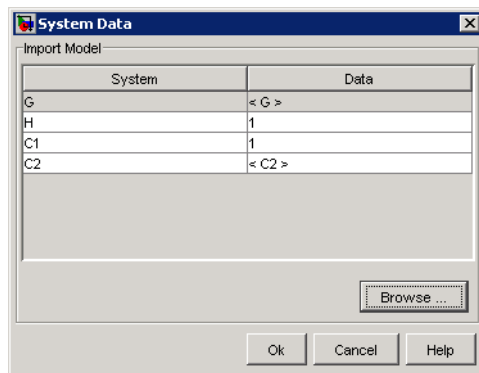 System Data
Import Model
System Data
G < G >
H 1
C1 1
C2 < C2 >
Browse ...
Ok Cancel Help